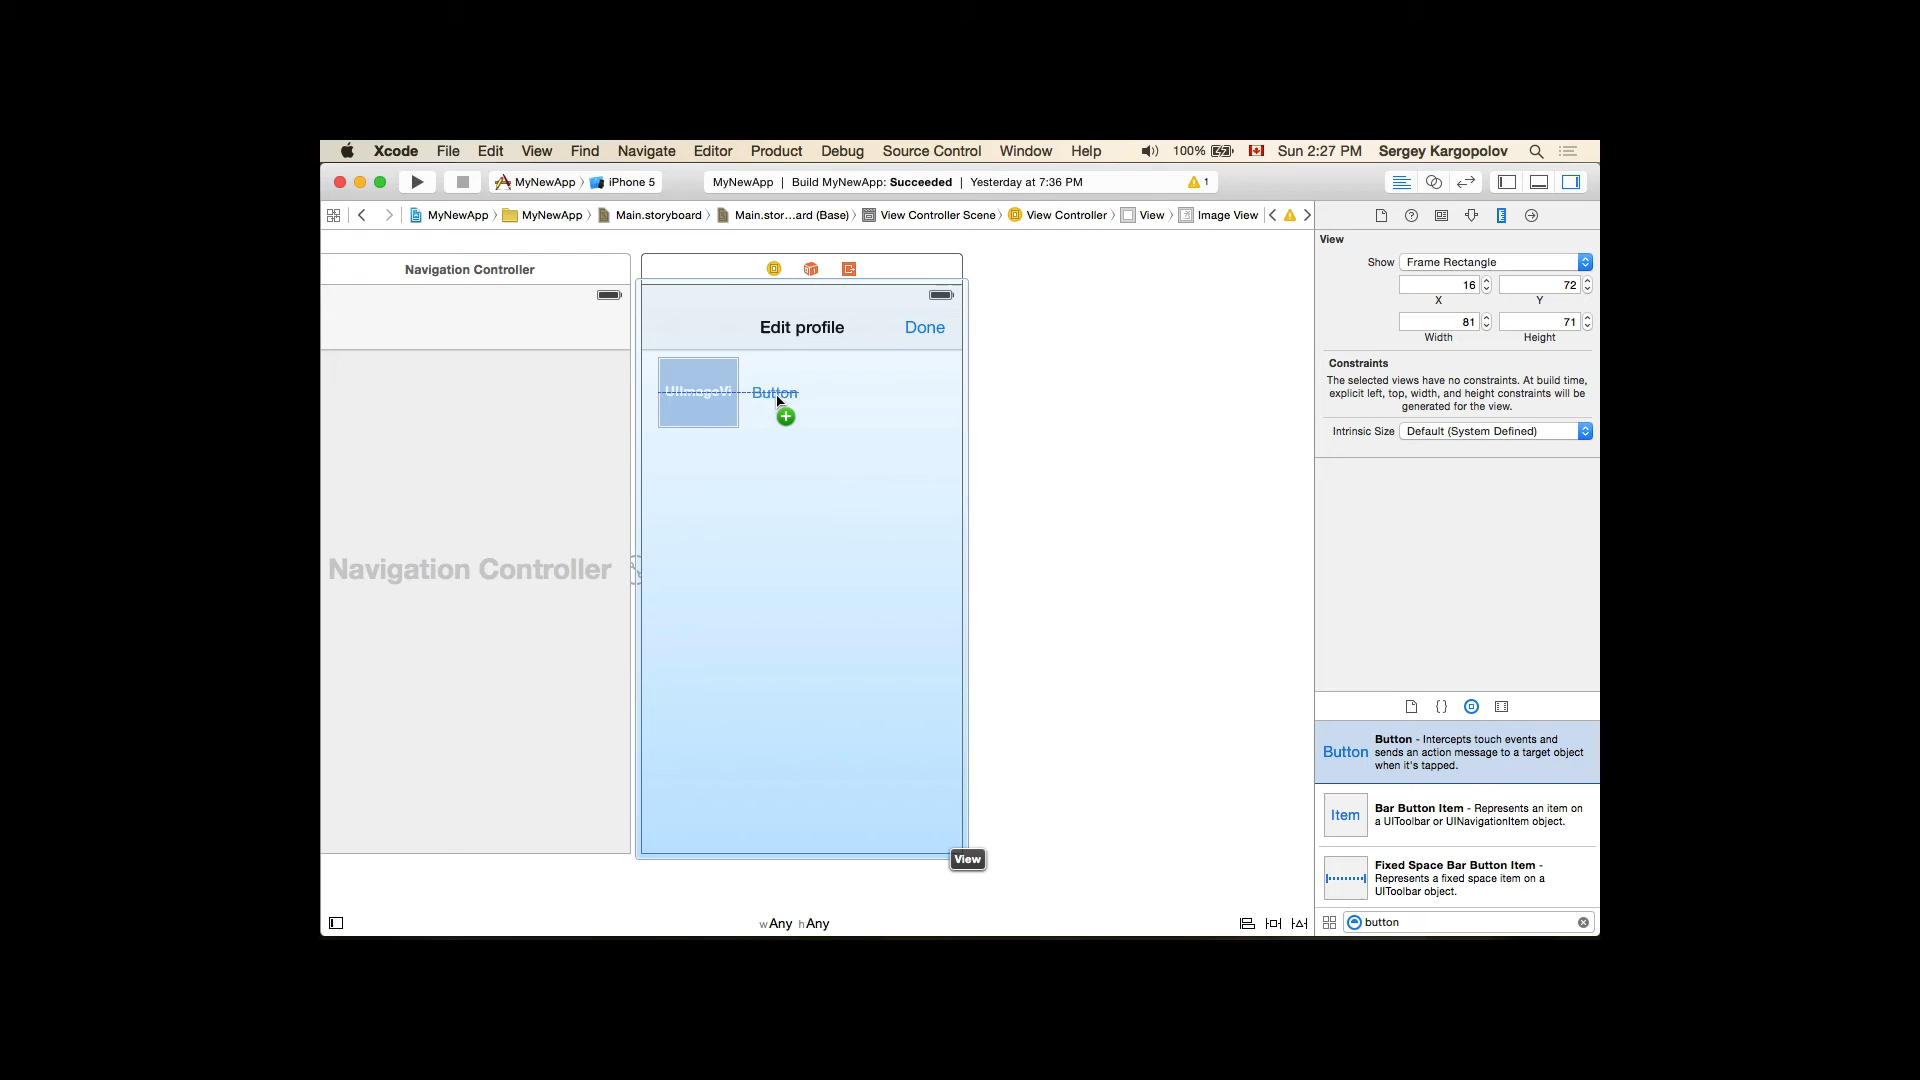 Xcode File Edit View Find Navigate Editor Product Debug Source Control Window Help 100% Sun 2:27 PM Sergey Kargopolov
MyNewApp iPhone 5 MyNewApp | Build MyNewApp: Succeeded | Yesterday at 7:36 PM 1
MyNewApp MyNewApp Main.storyboard Main.stor...ard (Base) View Controller Scene View Controller View Image View
View
Show Frame Rectangle
16 72
X Y
81 71
Width Height
Constraints
The selected views have no constraints. At build time,
explicit left, top, width, and height constraints will be
generated for the view.
Intrinsic Size Default (System Defined)
Navigation Controller
Edit profile Done
UIImageVi Button
Navigation Controller
View
Button Button - Intercepts touch events and
sends an action message to a target object
when it's tapped.
Item Bar Button Item - Represents an item on
a UIToolbar or UINavigationItem object.
Fixed Space Bar Button Item -
Represents a fixed space item on a
UIToolbar object.
wAny hAny
button